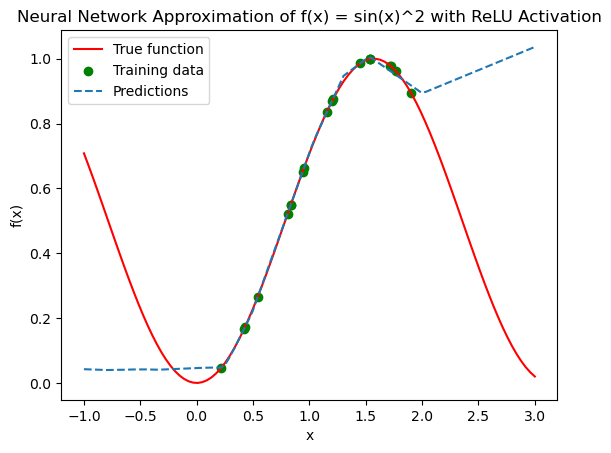 Neural Network Approximation of f(x) = sin(x)^2 with ReLU Activation
True function
Training data
Predictions
f(x)
1.0
0.8
0.6
0.4
0.2
0.0
−1.0 −0.5 0.0 0.5 1.0 1.5 2.0 2.5 3.0
x